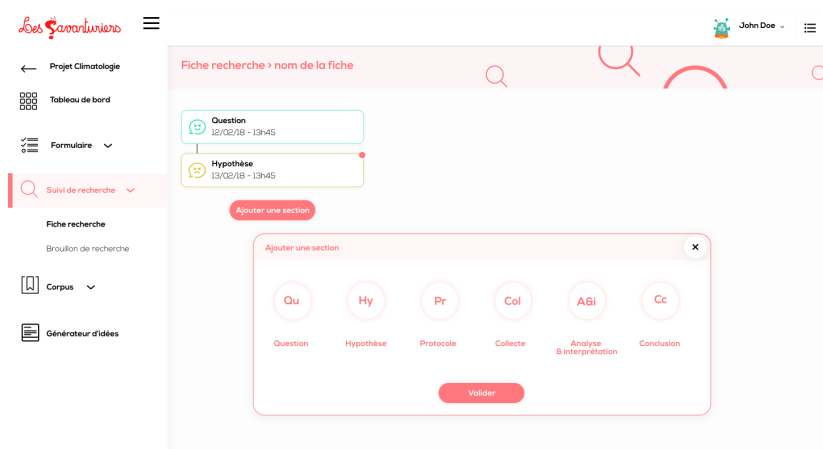 Les Savanturiers
John Doe
Projet Climatologie
Tableau de bord
Formulaire
Suivi de recherche
Fiche recherche
Brouillon de recherche
Corpus
Générateur d'idées
Fiche recherche > nom de la fiche
Question
12/02/18 - 13h45
Hypothèse
13/02/18 - 13h45
Ajouter une section
Ajouter une section
Qu
Hy
Pr
Col
A&i
Cc
Question
Hypothèse
Protocole
Collecte
Analyse
& interprétation
Conclusion
Valider